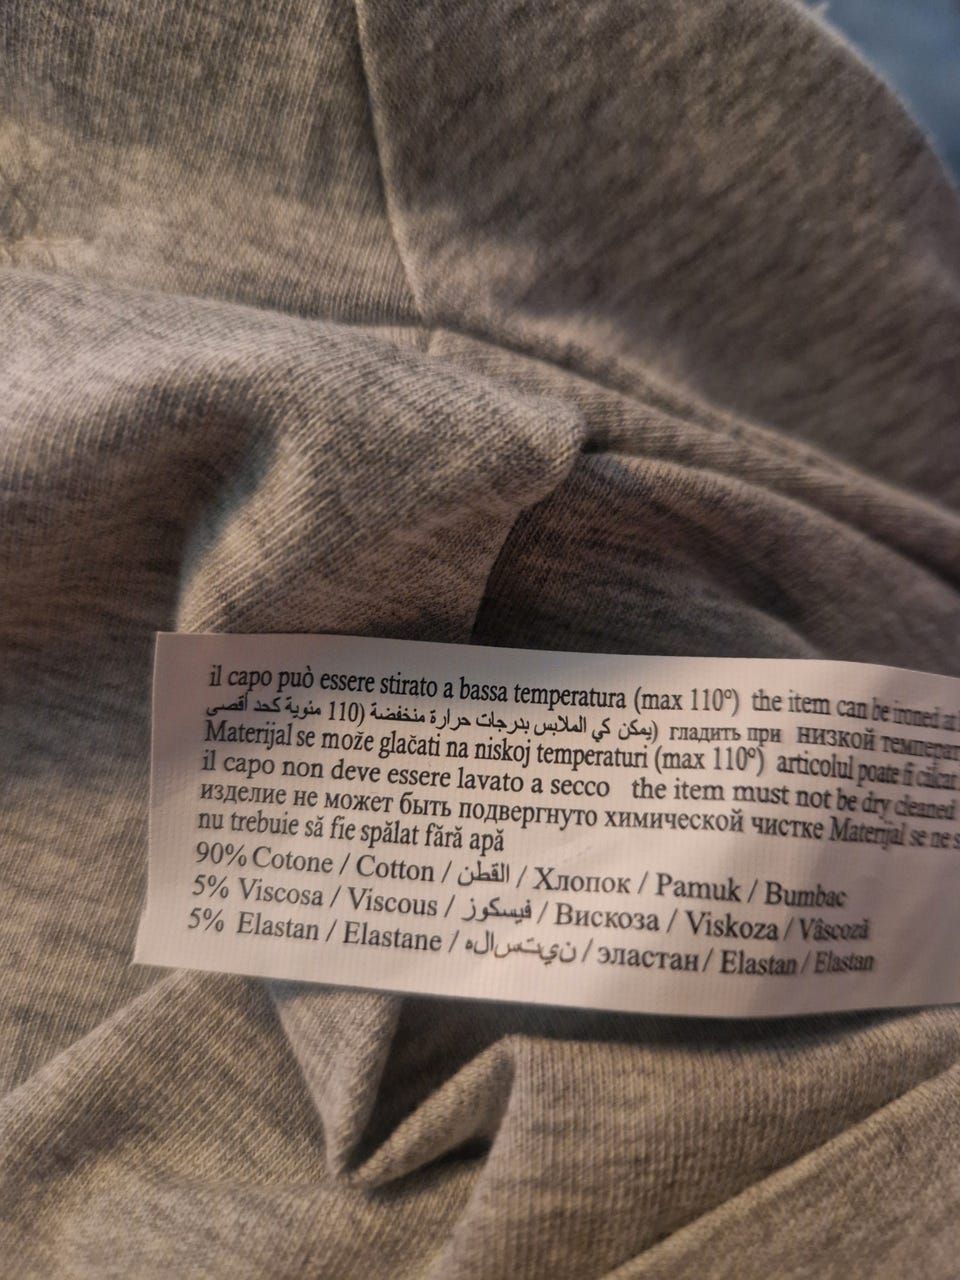 il capo può essere stirato a bassa temperatura (max 110°) the item can be ironed at
(يمكن كي الملابس بدرجات حرارة منخفضة (110 مئوية كحد أقصى гладить при низкой
Materijal se može glačati na niskoj temperaturi (max 110°) articolul poate fi călcat
il capo non deve essere lavato a secco the item must not be dry cleaned
изделие не может быть подвергнуто химической чистке Materijal se ne
nu trebuie să fie spălat fără apă
90% Cotone / Cotton / القطن / Хлопок / Pamuk / Bumbac
5% Viscosa / Viscous / فيسكوز / Вискоза / Viskoza / Vâscoză
5% Elastan / Elastane / نيتسالاه / эластан / Elastan / Elastan